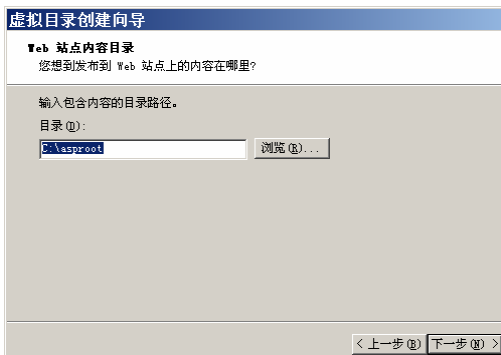 虚拟目录创建向导
Web 站点内容目录
您想到发布到 Web 站点上的内容在哪里?
输入包含内容的目录路径。
目录(D):
C:\asproot
浏览(R)...
< 上一步(B)
下一步(N) >